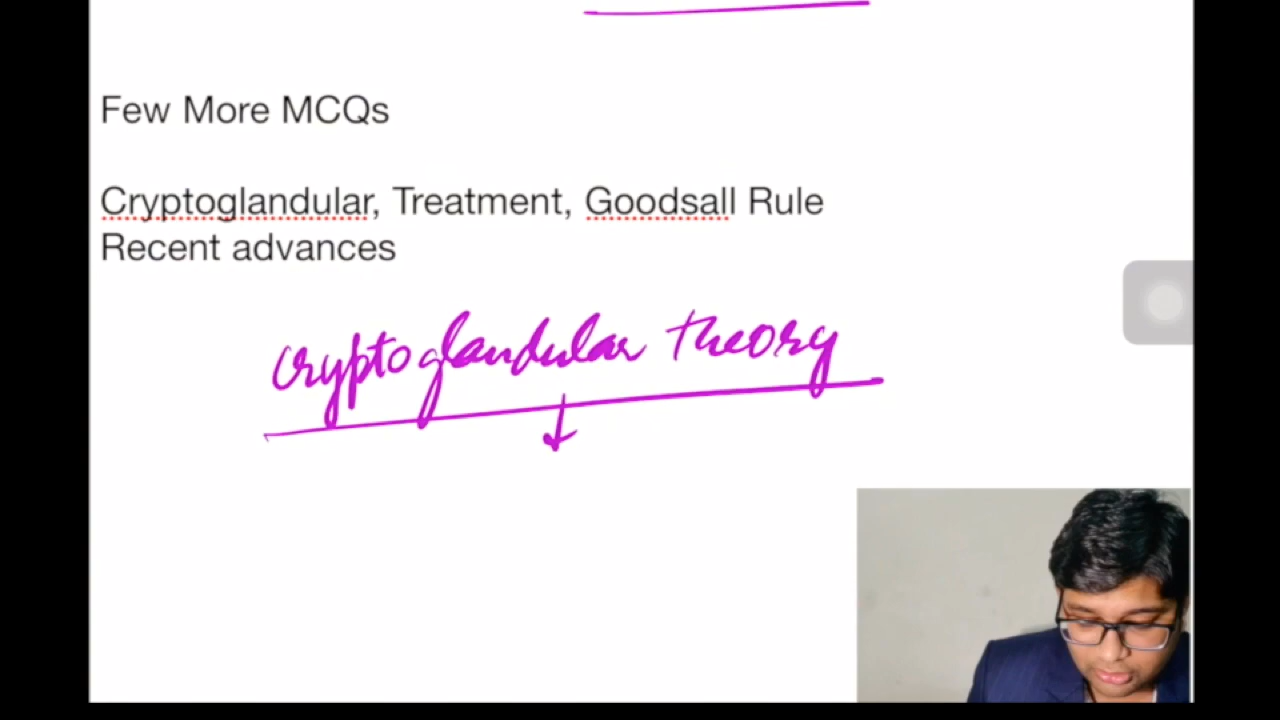 Few More MCQs
Cryptoglandular, Treatment, Goodsall Rule
Recent advances
Cryptoglandular theory